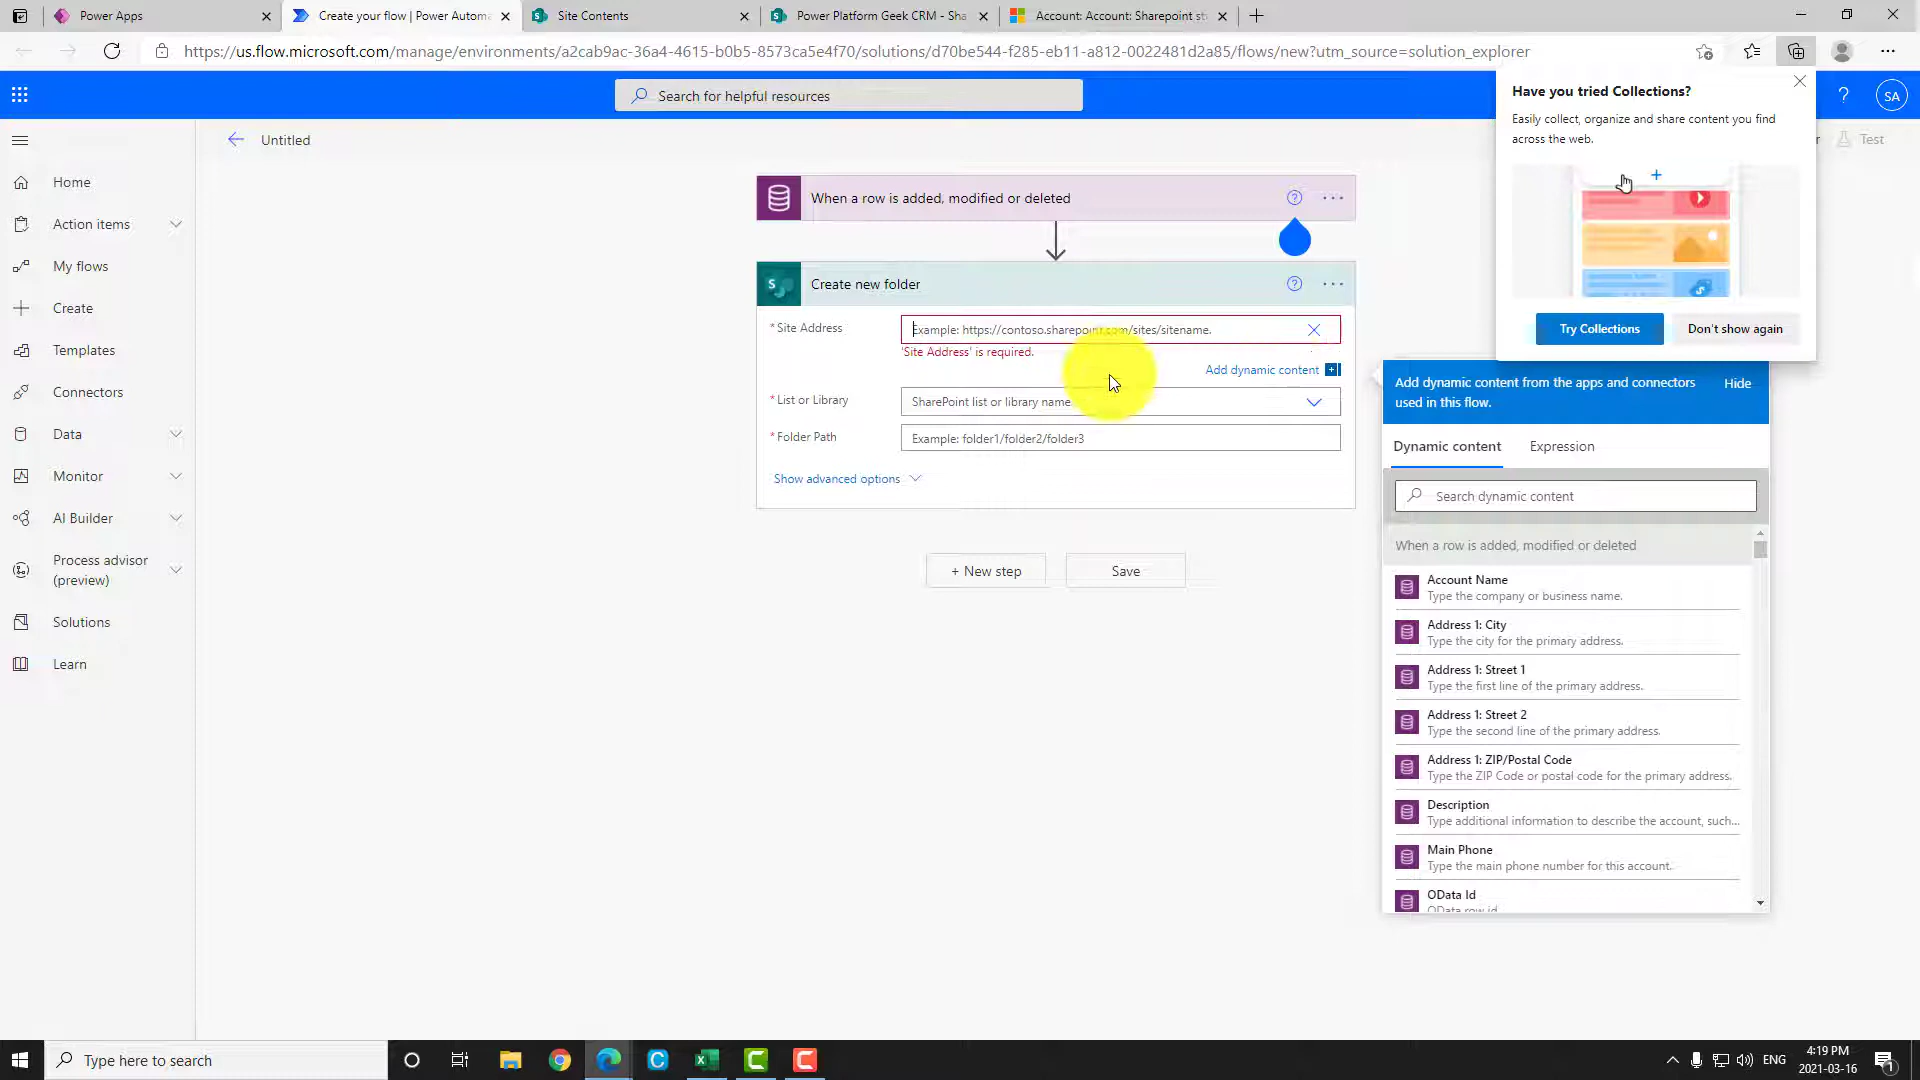 Power Apps
Create your flow | Power Automa
Site Contents
Power Platform Geek CRM - Sha
Account: Account: Sharepoint st
https://us.flow.microsoft.com/manage/environments/a2cab9ac-36a4-4615-b0b5-8573ca5e4f70/solutions/d70be544-f285-eb11-a812-0022481d2a85/flows/new?utm_source=solution_explorer
Search for helpful resources
?
SA
Have you tried Collections?
Easily collect, organize and share content you find
across the web.
Try Collections
Don't show again
Untitled
Test
Home
Action items
My flows
Create
Templates
Connectors
Data
Monitor
AI Builder
Process advisor
(preview)
Solutions
Learn
When a row is added, modified or deleted
Create new folder
* Site Address
Example: https://contoso.sharepoint.com/sites/sitename.
'Site Address' is required.
Add dynamic content
* List or Library
SharePoint list or library name
* Folder Path
Example: folder1/folder2/folder3
Show advanced options
+ New step
Save
Add dynamic content from the apps and connectors
used in this flow.
Hide
Dynamic content
Expression
Search dynamic content
When a row is added, modified or deleted
Account Name
Type the company or business name.
Address 1: City
Type the city for the primary address.
Address 1: Street 1
Type the first line of the primary address.
Address 1: Street 2
Type the second line of the primary address.
Address 1: ZIP/Postal Code
Type the ZIP Code or postal code for the primary address.
Description
Type additional information to describe the account, such...
Main Phone
Type the main phone number for this account.
OData Id
OData row id
Type here to search
ENG
4:19 PM
2021-03-16
1